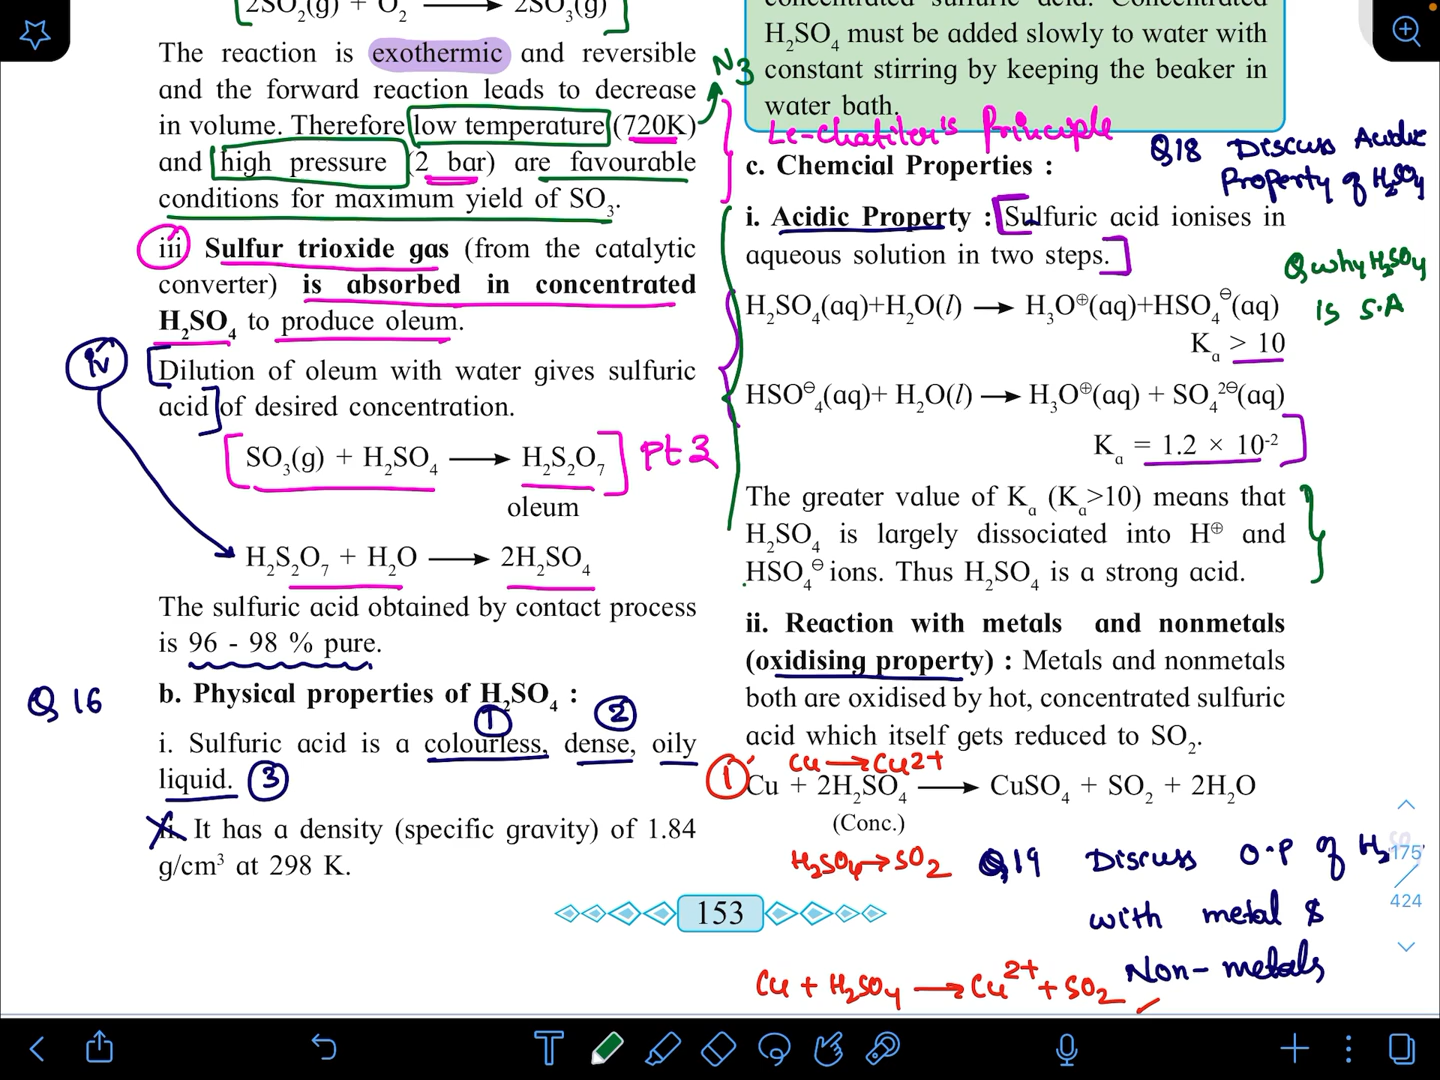 2SO₂(g) + O₂ ⟶ 2SO₃(g)
The reaction is exothermic and reversible
and the forward reaction leads to decrease
in volume. Therefore low temperature (720K)
and high pressure (2 bar) are favourable
conditions for maximum yield of SO₃.
iii Sulfur trioxide gas (from the catalytic
converter) is absorbed in concentrated
H₂SO₄ to produce oleum.
iv
Dilution of oleum with water gives sulfuric
acid of desired concentration.
SO₃(g) + H₂SO₄ ⟶ H₂S₂O₇
Pt 3
oleum
H₂S₂O₇ + H₂O ⟶ 2H₂SO₄
The sulfuric acid obtained by contact process
is 96 - 98 % pure.
Q 16
b. Physical properties of H₂SO₄ :
1 2
i. Sulfuric acid is a colourless, dense, oily
liquid. 3
ii. It has a density (specific gravity) of 1.84
g/cm³ at 298 K.
concentrated sulfuric acid. Concentrated
H₂SO₄ must be added slowly to water with
constant stirring by keeping the beaker in
water bath.
N3
Le-chatiler's Principle
c. Chemcial Properties :
Q18 Discuss Acidic
Property of H₂SO₄
i. Acidic Property : Sulfuric acid ionises in
aqueous solution in two steps.
Q why H₂SO₄
is S.A
H₂SO₄(aq)+H₂O(l) ⟶ H₃O⊕(aq)+HSO₄⊖(aq)
Kₐ > 10
HSO⊖₄(aq)+ H₂O(l) ⟶ H₃O⊕(aq) + SO₄²⊖(aq)
Kₐ = 1.2 × 10⁻²
The greater value of Kₐ (Kₐ>10) means that
H₂SO₄ is largely dissociated into H⊕ and
HSO₄⊖ ions. Thus H₂SO₄ is a strong acid.
ii. Reaction with metals and nonmetals
(oxidising property) : Metals and nonmetals
both are oxidised by hot, concentrated sulfuric
acid which itself gets reduced to SO₂.
Cu ⟶ Cu²⁺
1 Cu + 2H₂SO₄ ⟶ CuSO₄ + SO₂ + 2H₂O
(Conc.)
H₂SO₄ → SO₂
Q19 Discuss O.P of H₂
with metal &
Non-metals
Cu + H₂SO₄ ⟶ Cu²⁺ + SO₂
153
175
424
T